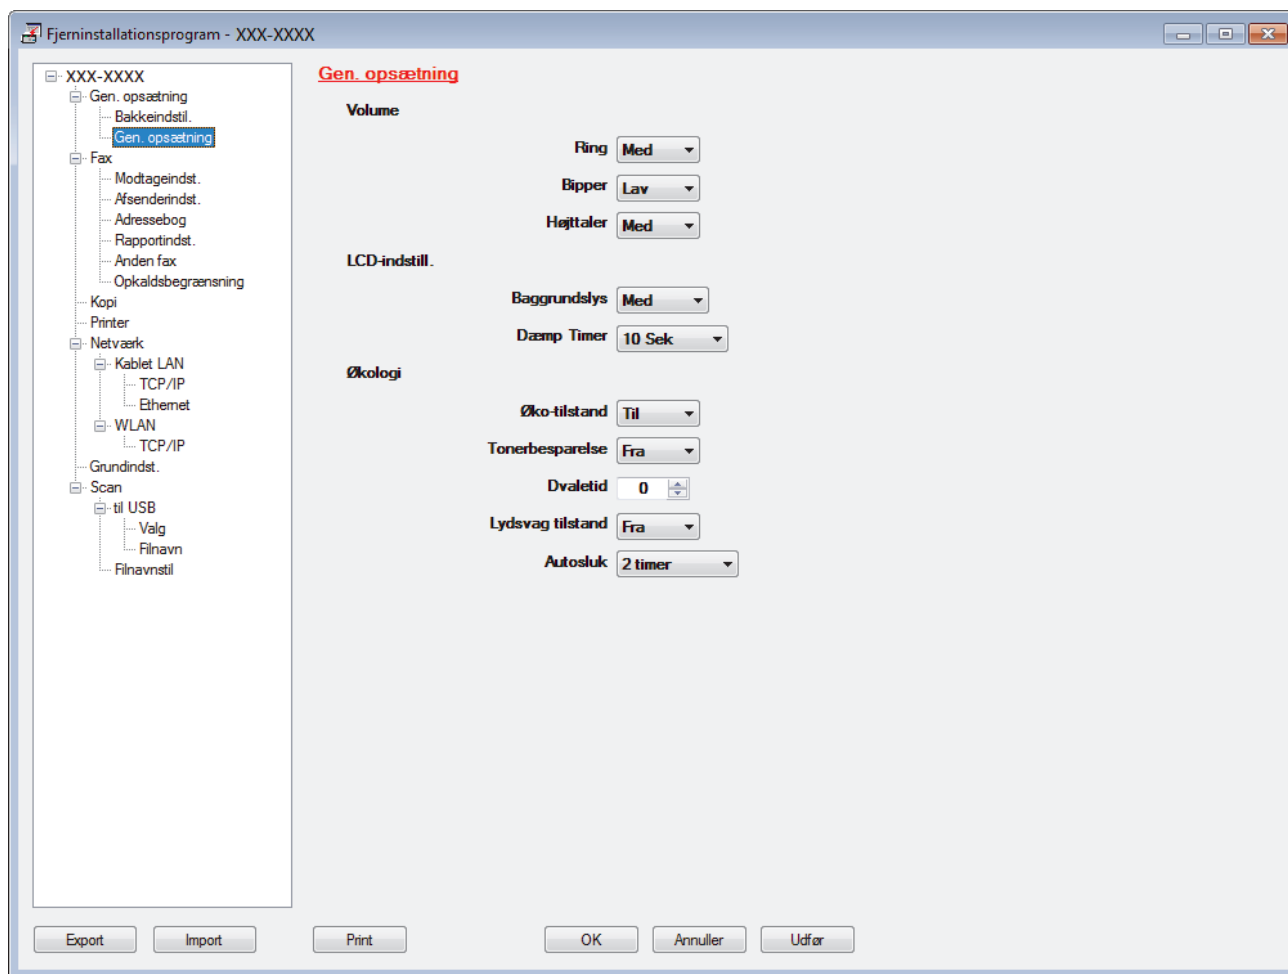 Fjerninstallationsprogram - XXX-XXXX
XXX-XXXX
Gen. opsætning
Bakkeindstil.
Gen. opsætning
Fax
Modtageindst.
Afsenderindst.
Adressebog
Rapportindst.
Anden fax
Opkaldsbegrænsning
Kopi
Printer
Netværk
Kablet LAN
TCP/IP
Ethernet
WLAN
TCP/IP
Grundindst.
Scan
til USB
Valg
Filnavn
Filnavnstil
Gen. opsætning
Volume
Ring Med
Bipper Lav
Højttaler Med
LCD-indstill.
Baggrundslys Med
Dæmp Timer 10 Sek
Økologi
Øko-tilstand Til
Tonerbesparelse Fra
Dvaletid 0
Lydsvag tilstand Fra
Autosluk 2 timer
Export Import Print OK Annuller Udfør